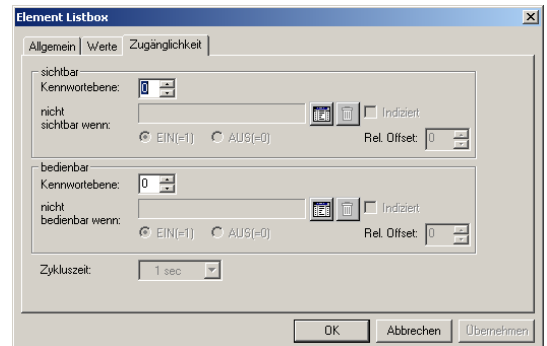 Element Listbox
Allgemein Werte Zugänglichkeit
sichtbar
Kennwortebene: 0
nicht
sichtbar wenn:
Indiziert
EIN(=1) AUS(=0) Rel. Offset: 0
bedienbar
Kennwortebene: 0
nicht
bedienbar wenn:
Indiziert
EIN(=1) AUS(=0) Rel. Offset: 0
Zykluszeit: 1 sec
OK Abbrechen Übernehmen